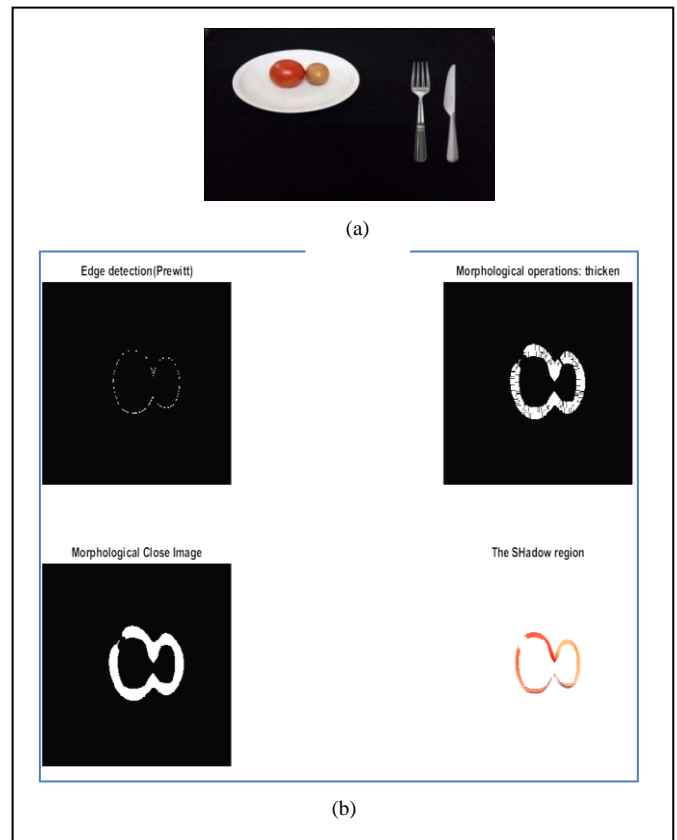 (a)
Edge detection(Prewitt)
Morphological operations: thicken
Morphological Close Image
The SHadow region
(b)